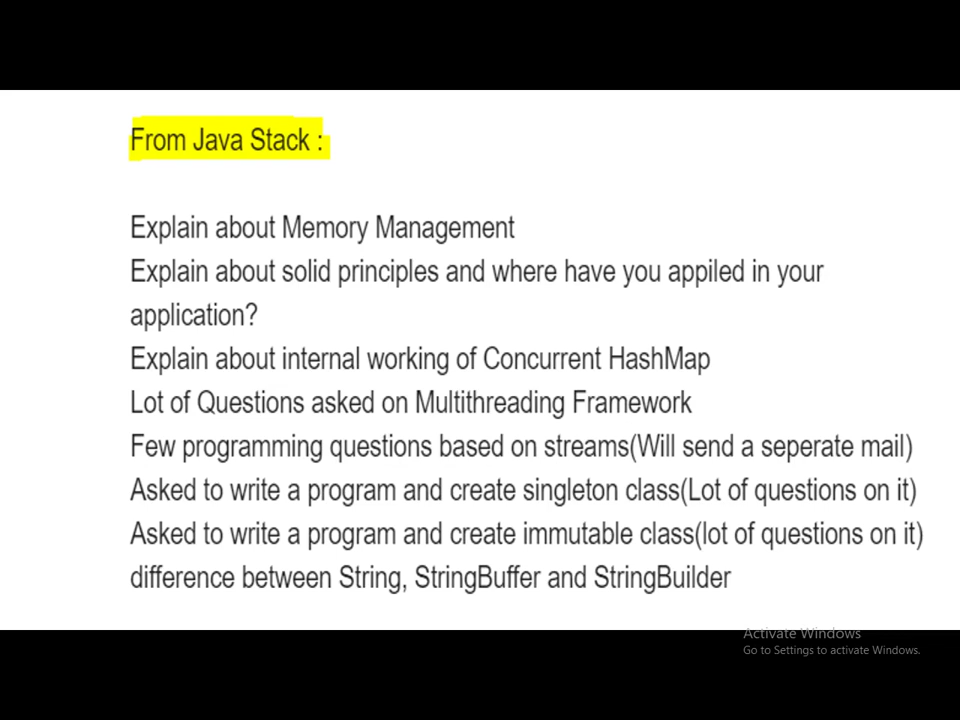 From Java Stack :
Explain about Memory Management
Explain about solid principles and where have you appiled in your
application?
Explain about internal working of Concurrent HashMap
Lot of Questions asked on Multithreading Framework
Few programming questions based on streams(Will send a seperate mail)
Asked to write a program and create singleton class(Lot of questions on it)
Asked to write a program and create immutable class(lot of questions on it)
difference between String, StringBuffer and StringBuilder
Activate Windows
Go to Settings to activate Windows.